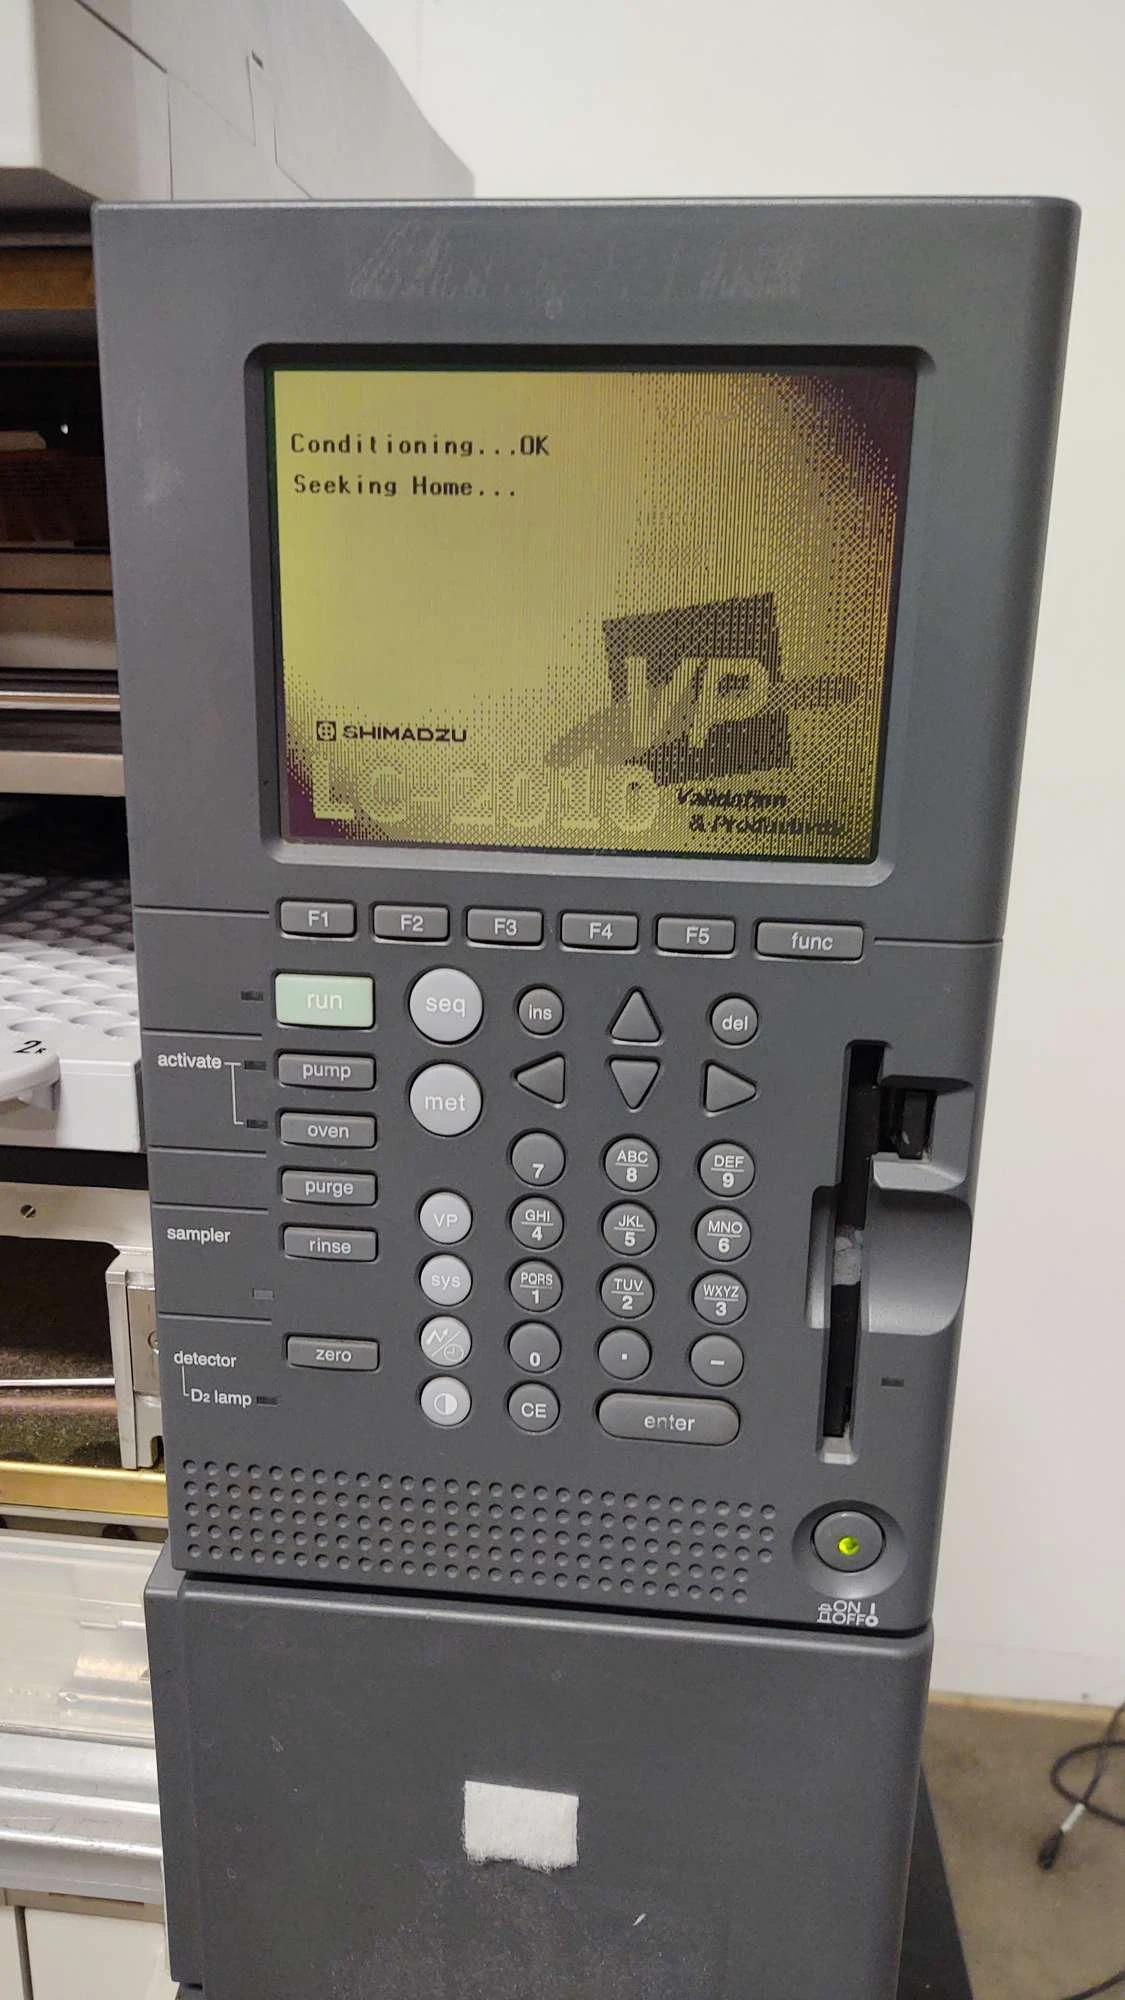 Conditioning...OK
Seeking Home...
VP
SHIMADZU
LC-2010
Validation
& Productivity
F1 F2 F3 F4 F5 func
run seq ins del
activate pump met
oven
7 ABC 8 DEF 9
purge
VP GHI 4 JKL 5 MNO 6
sampler rinse
sys PQRS 1 TUV 2 WXYZ 3
zero 0 . −
detector
D2 lamp CE enter
ON
OFF
2